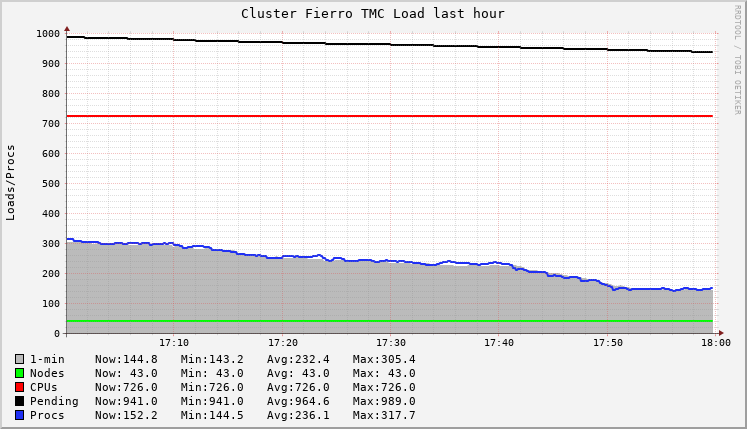 Cluster Fierro TMC Load last hour
RRDTOOL / TOBI OETIKER
Loads/Procs
1000
900
800
700
600
500
400
300
200
100
0
17:10 17:20 17:30 17:40 17:50 18:00
1-min Now:144.8 Min:143.2 Avg:232.4 Max:305.4
Nodes Now: 43.0 Min: 43.0 Avg: 43.0 Max: 43.0
CPUs Now:726.0 Min:726.0 Avg:726.0 Max:726.0
Pending Now:941.0 Min:941.0 Avg:964.6 Max:989.0
Procs Now:152.2 Min:144.5 Avg:236.1 Max:317.7